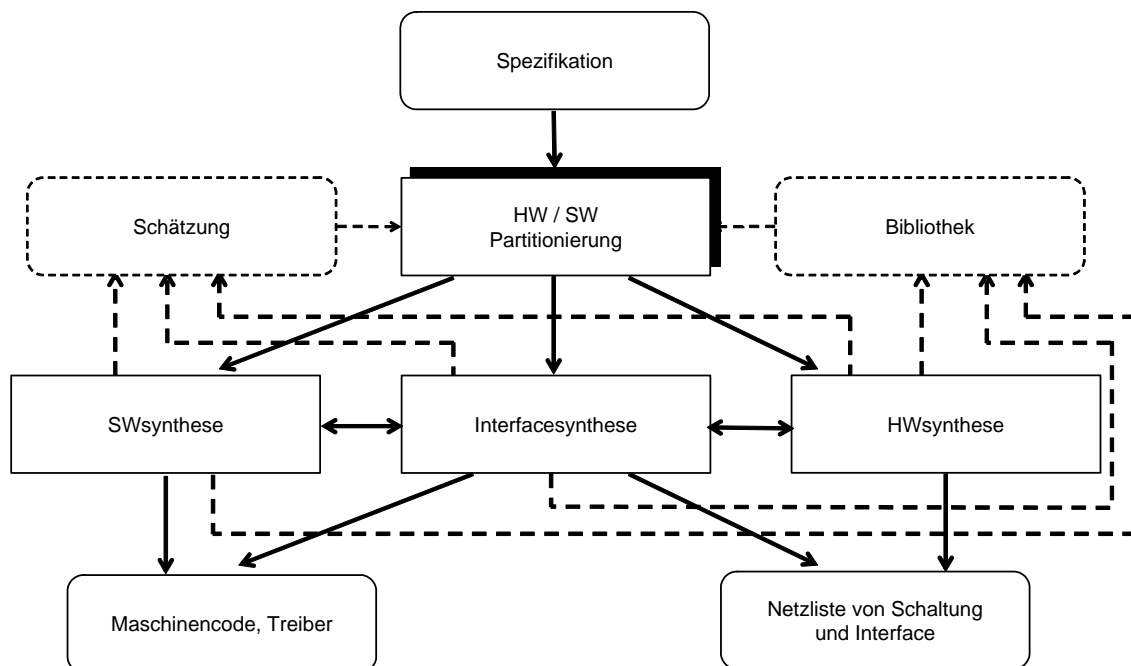 Spezifikation
Schätzung
HW / SW
Partitionierung
Bibliothek
SWsynthese
Interfacesynthese
HWsynthese
Maschinencode, Treiber
Netzliste von Schaltung
und Interface